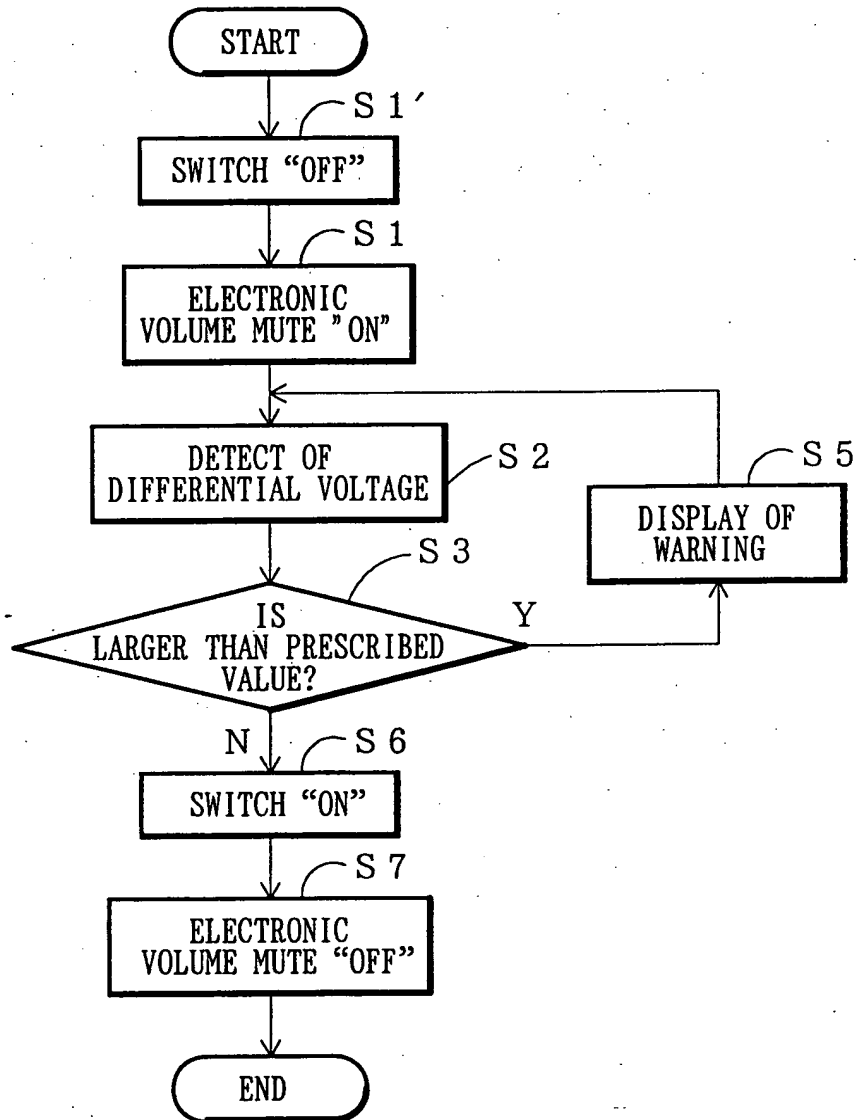 START
S 1′
SWITCH “OFF”
S 1
ELECTRONIC
VOLUME MUTE ”ON”
DETECT OF
DIFFERENTIAL VOLTAGE
S 2
S 5
DISPLAY OF
WARNING
S 3
IS
LARGER THAN PRESCRIBED
VALUE?
Y
N
S 6
SWITCH “ON”
S 7
ELECTRONIC
VOLUME MUTE “OFF”
END